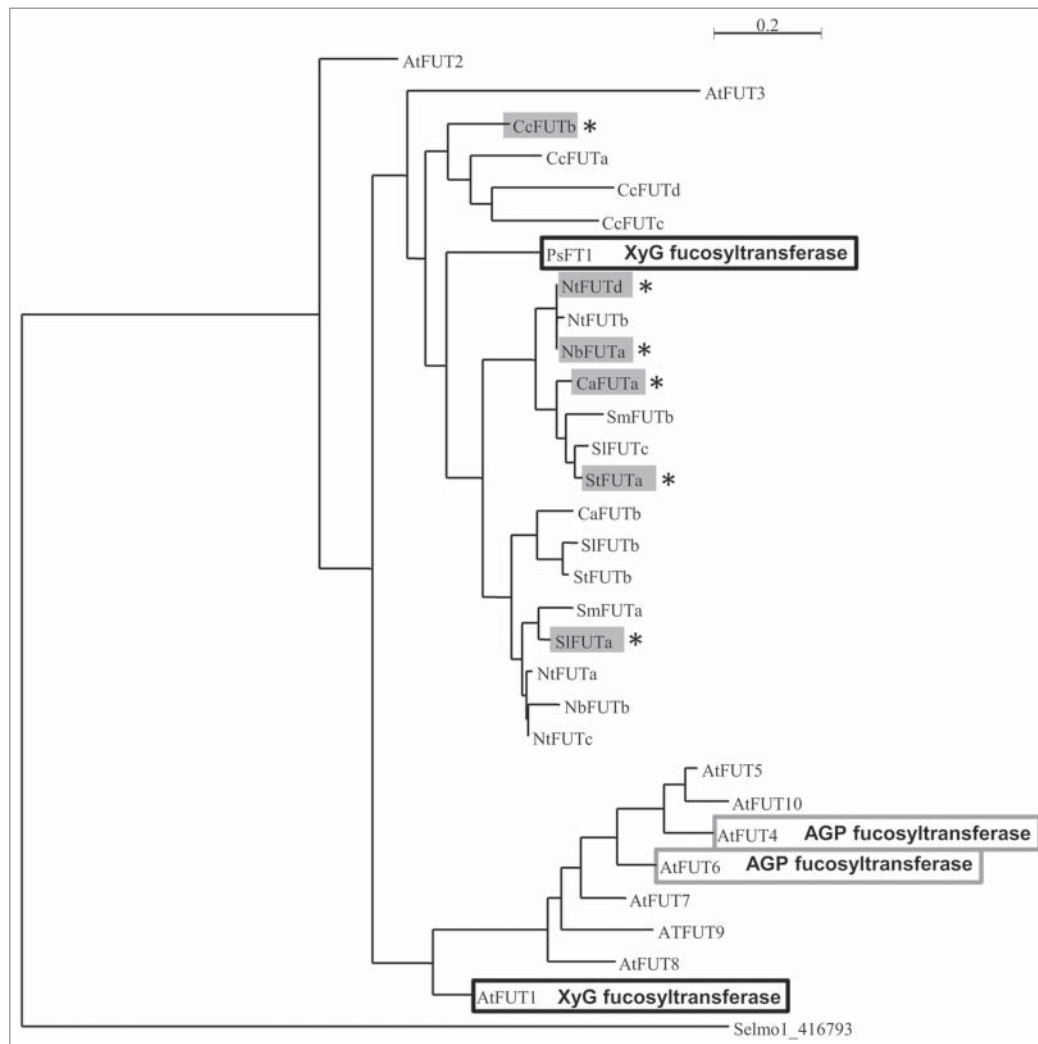 0.2
AtFUT2
AtFUT3
CcFUTb *
CcFUTa
CcFUTd
CcFUTc
PsFT1 XyG fucosyltransferase
NtFUTd *
NtFUTb
NbFUTa *
CaFUTa *
SmFUTb
SlFUTc
StFUTa *
CaFUTb
SlFUTb
StFUTb
SmFUTa
SlFUTa *
NtFUTa
NbFUTb
NtFUTc
AtFUT5
AtFUT10
AtFUT4 AGP fucosyltransferase
AtFUT6 AGP fucosyltransferase
AtFUT7
ATFUT9
AtFUT8
AtFUT1 XyG fucosyltransferase
Selmo1_416793